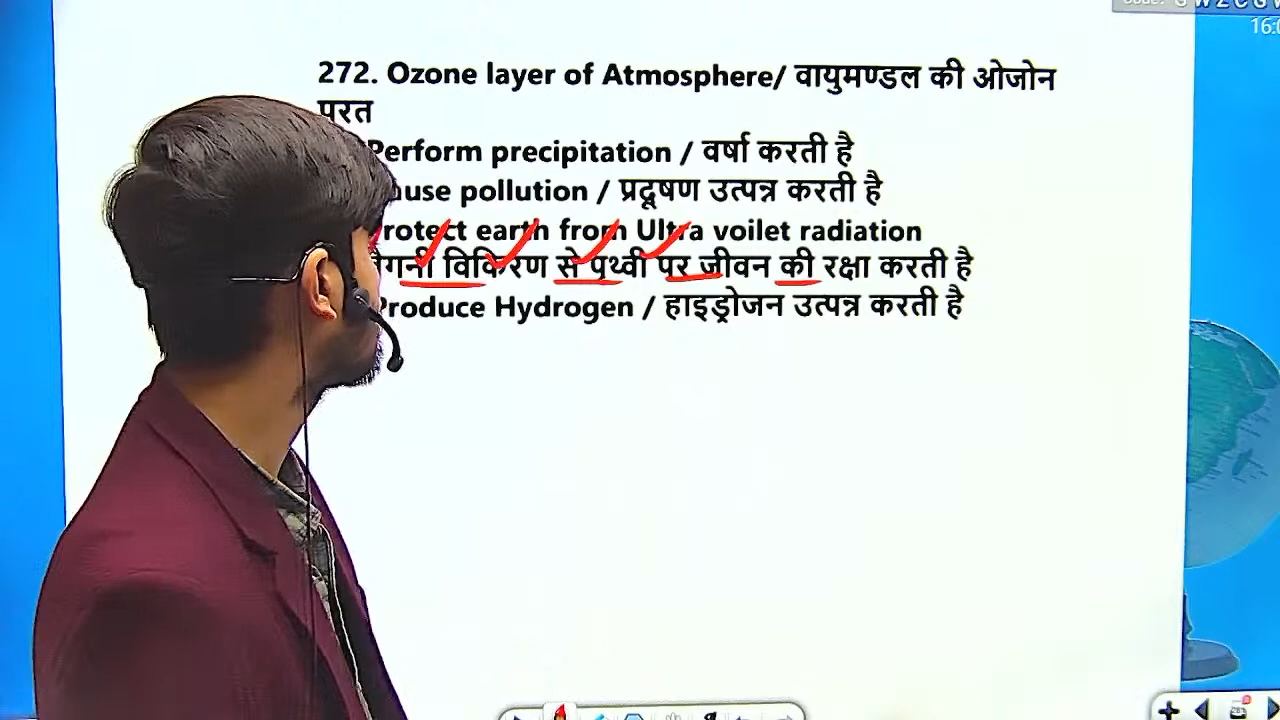 272. Ozone layer of Atmosphere/ वायुमण्डल की ओजोन
परत
Perform precipitation / वर्षा करती है
pollution / प्रदूषण उत्पन्न करती है
Protect earth from Ultra voilet radiation
विकिरण से पृथ्वी पर जीवन की रक्षा करती है
Produce Hydrogen / हाइड्रोजन उत्पन्न करती है